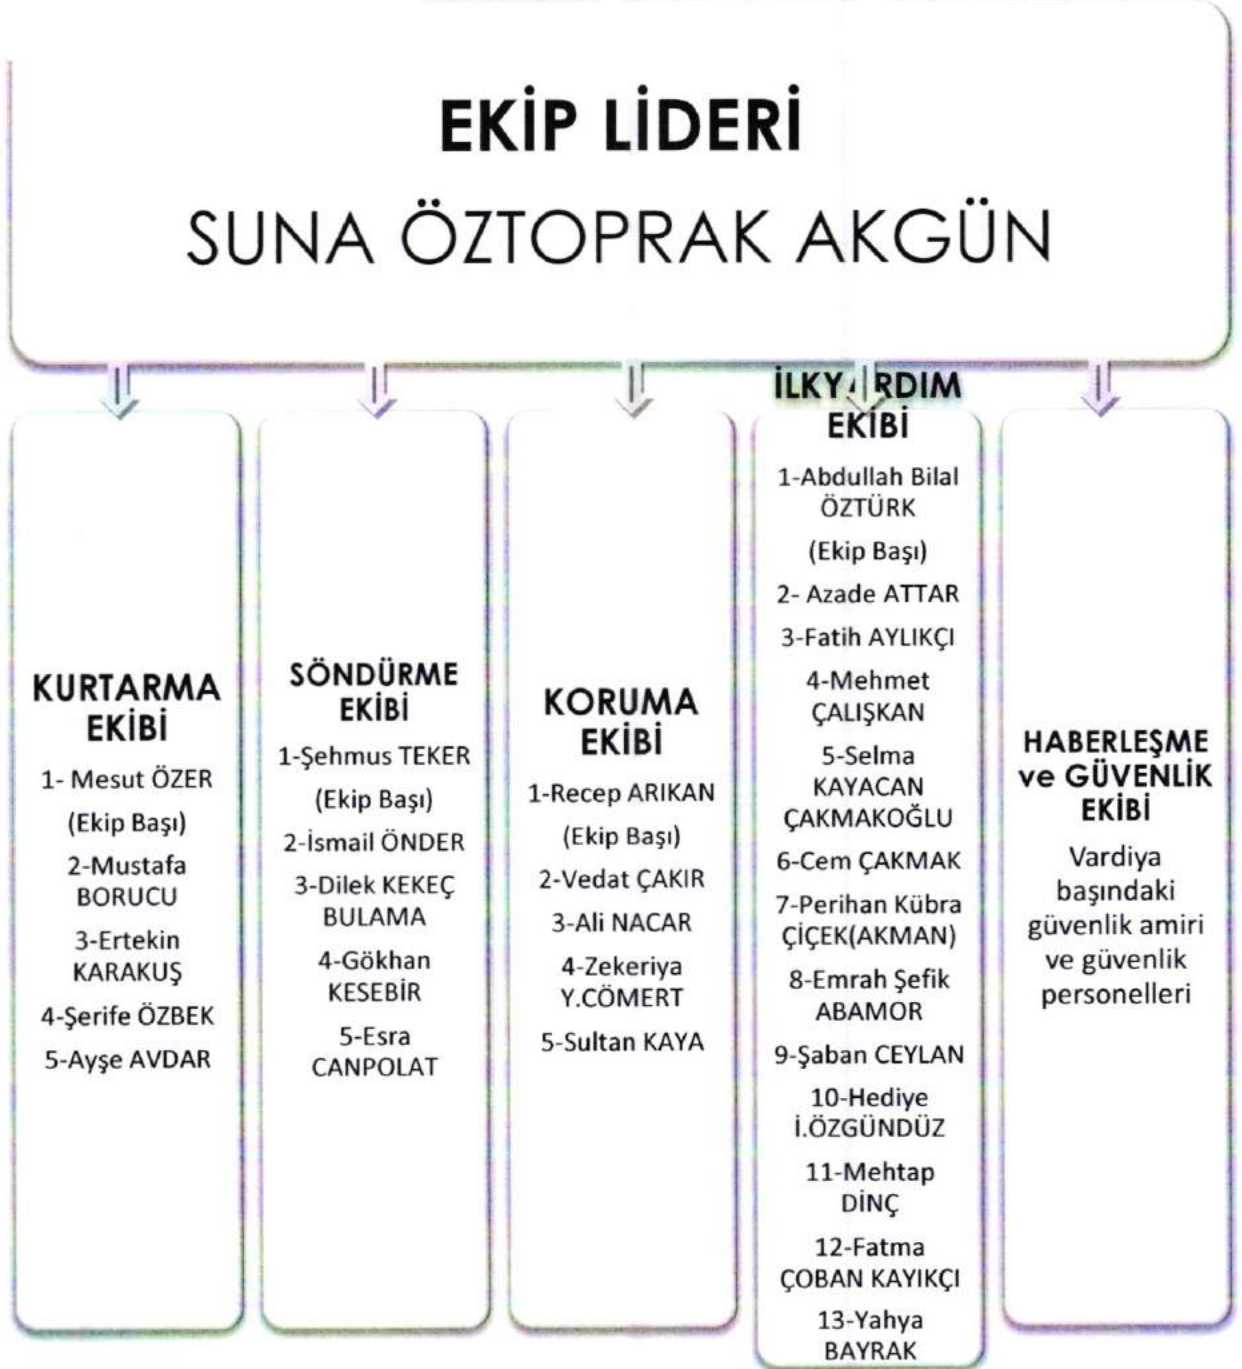 EKİP LİDERİ
SUNA ÖZTOPRAK AKGÜN
KURTARMA
EKİBİ
1- Mesut ÖZER
(Ekip Başı)
2-Mustafa
BORUCU
3-Ertekin
KARAKUŞ
4-Şerife ÖZBEK
5-Ayşe AVDAR
SÖNDÜRME
EKİBİ
1-Şehmus TEKER
(Ekip Başı)
2-İsmail ÖNDER
3-Dilek KEKEÇ
BULAMA
4-Gökhan
KESEBİR
5-Esra
CANPOLAT
KORUMA
EKİBİ
1-Recep ARIKAN
(Ekip Başı)
2-Vedat ÇAKIR
3-Ali NACAR
4-Zekeriya
Y.CÖMERT
5-Sultan KAYA
İLKYARDIM
EKİBİ
1-Abdullah Bilal
ÖZTÜRK
(Ekip Başı)
2- Azade ATTAR
3-Fatih AYLIKÇI
4-Mehmet
ÇALIŞKAN
5-Selma
KAYACAN
ÇAKMAKOĞLU
6-Cem ÇAKMAK
7-Perihan Kübra
ÇİÇEK(AKMAN)
8-Emrah Şefik
ABAMOR
9-Şaban CEYLAN
10-Hediye
İ.ÖZGÜNDÜZ
11-Mehtap
DİNÇ
12-Fatma
ÇOBAN KAYIKÇI
13-Yahya
BAYRAK
HABERLEŞME
ve GÜVENLİK
EKİBİ
Vardiya
başındaki
güvenlik amiri
ve güvenlik
personelleri